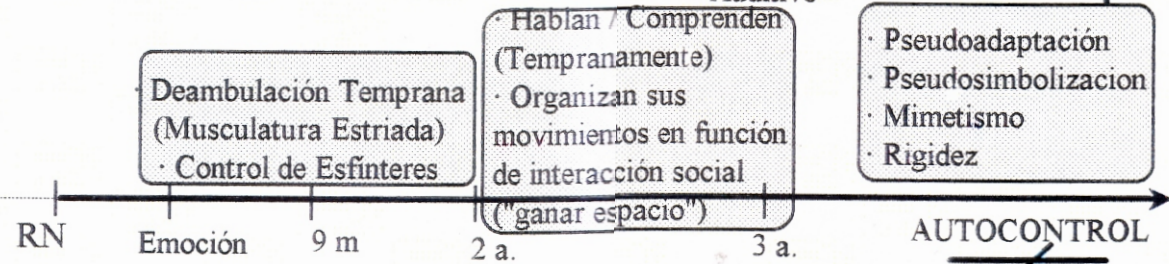 · Deambulación Temprana
(Musculatura Estriada)
· Control de Esfínteres
· Hablan / Comprenden
(Tempranamente)
· Organizan sus
movimientos en función
de interacción social
("ganar espacio")
· Pseudoadaptación
· Pseudosimbolizacion
· Mimetismo
· Rigidez
RN
Emoción
9 m
2 a.
3 a.
AUTOCONTROL